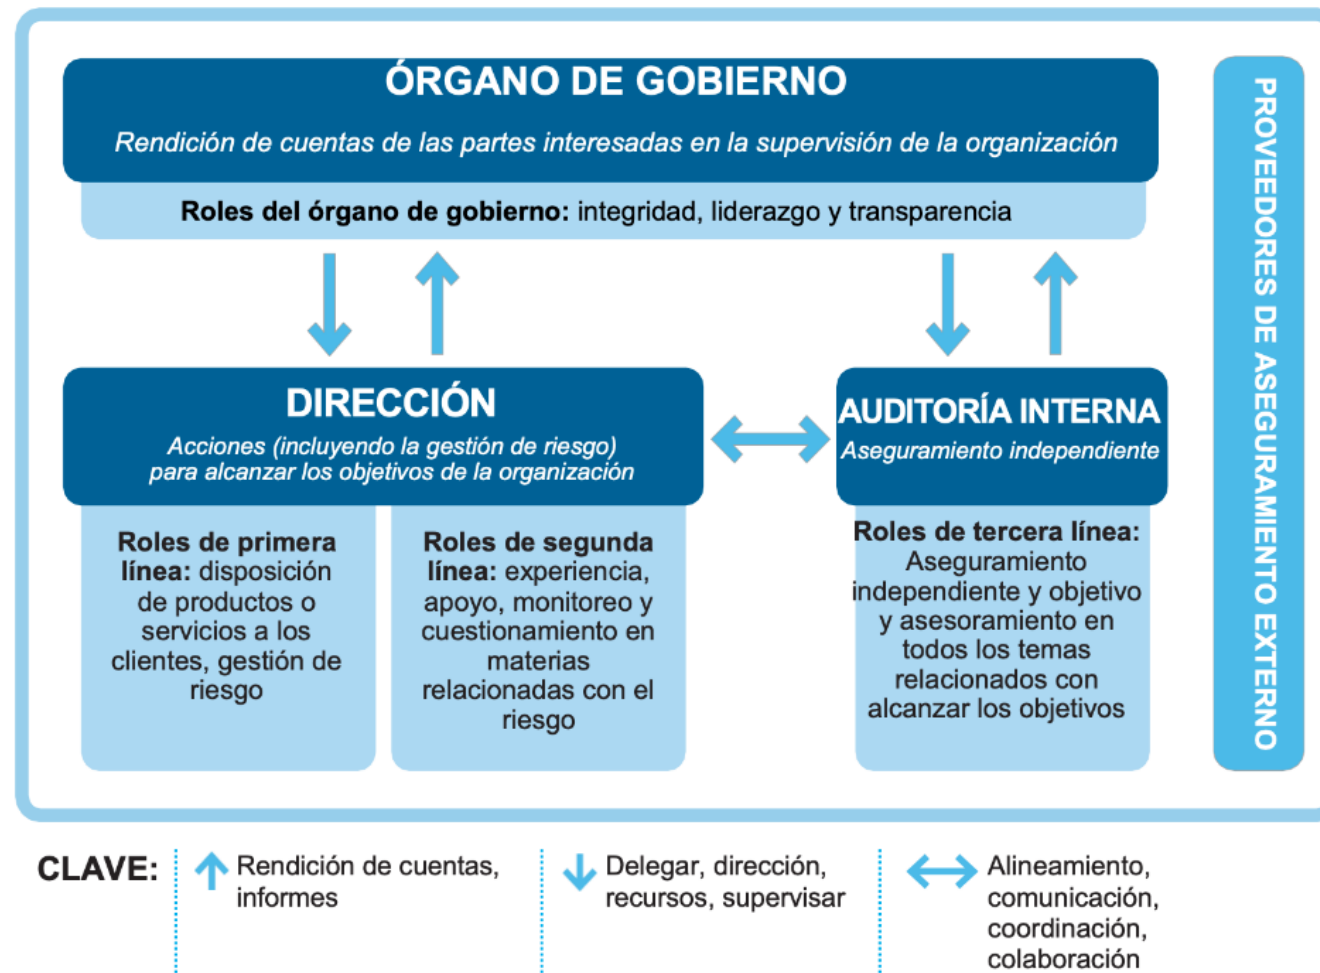 ÓRGANO DE GOBIERNO
Rendición de cuentas de las partes interesadas en la supervisión de la organización
Roles del órgano de gobierno: integridad, liderazgo y transparencia
DIRECCIÓN
Acciones (incluyendo la gestión de riesgo)
para alcanzar los objetivos de la organización
Roles de primera
línea: disposición
de productos o
servicios a los
clientes, gestión de
riesgo
Roles de segunda
línea: experiencia,
apoyo, monitoreo y
cuestionamiento en
materias
relacionadas con el
riesgo
AUDITORÍA INTERNA
Aseguramiento independiente
Roles de tercera línea:
Aseguramiento
independiente y objetivo
y asesoramiento en
todos los temas
relacionados con
alcanzar los objetivos
PROVEEDORES DE ASEGURAMIENTO EXTERNO
CLAVE:
Rendición de cuentas,
informes
Delegar, dirección,
recursos, supervisar
Alineamiento,
comunicación,
coordinación,
colaboración